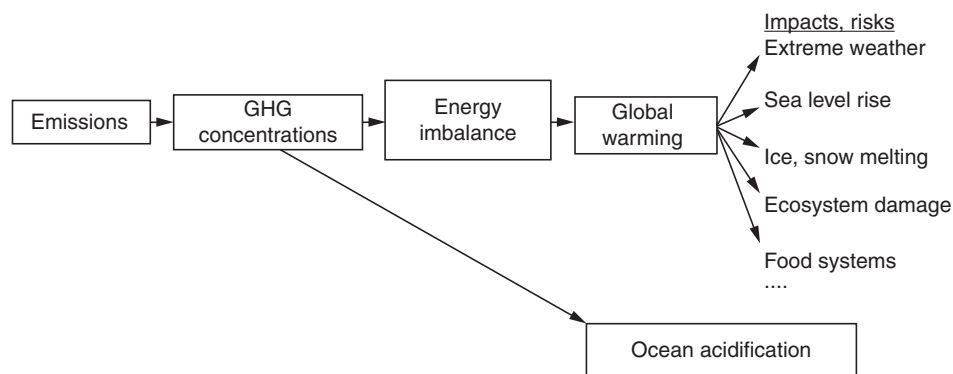 Impacts, risks
Extreme weather
Emissions
GHG
concentrations
Energy
imbalance
Global
warming
Sea level rise
Ice, snow melting
Ecosystem damage
Food systems
....
Ocean acidification